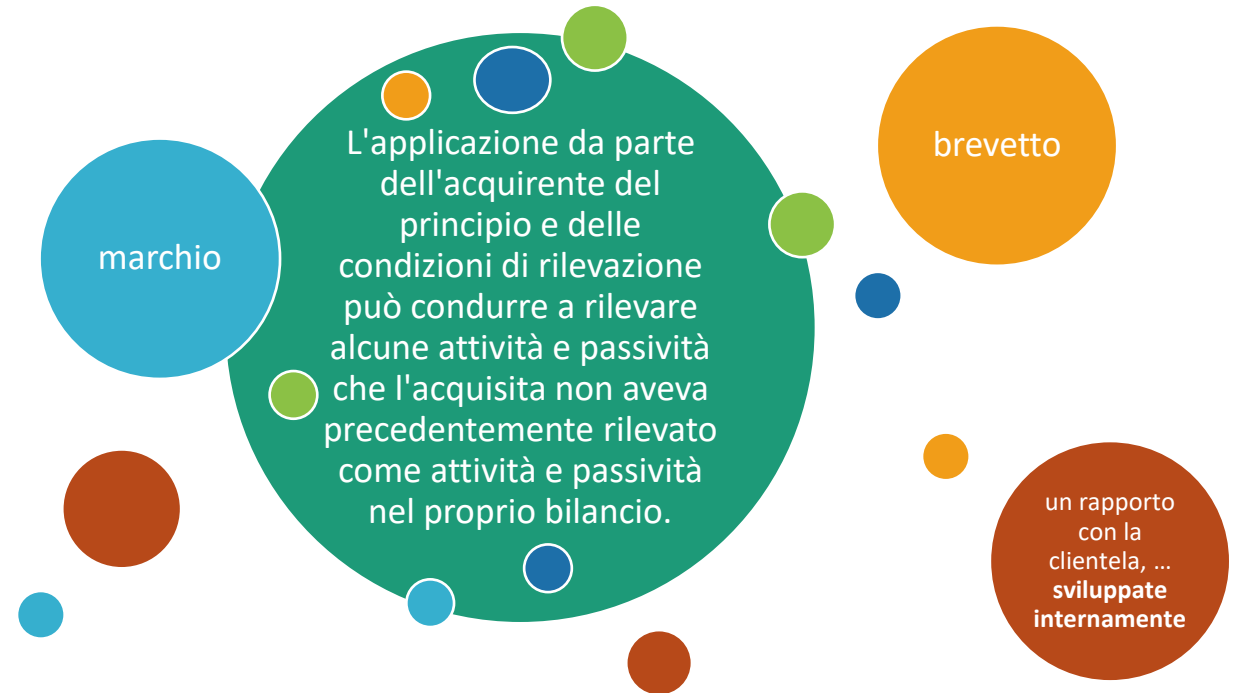 L'applicazione da parte
dell'acquirente del
principio e delle
condizioni di rilevazione
può condurre a rilevare
alcune attività e passività
che l'acquisita non aveva
precedentemente rilevato
come attività e passività
nel proprio bilancio.
marchio
brevetto
un rapporto
con la
clientela, …
sviluppate
internamente